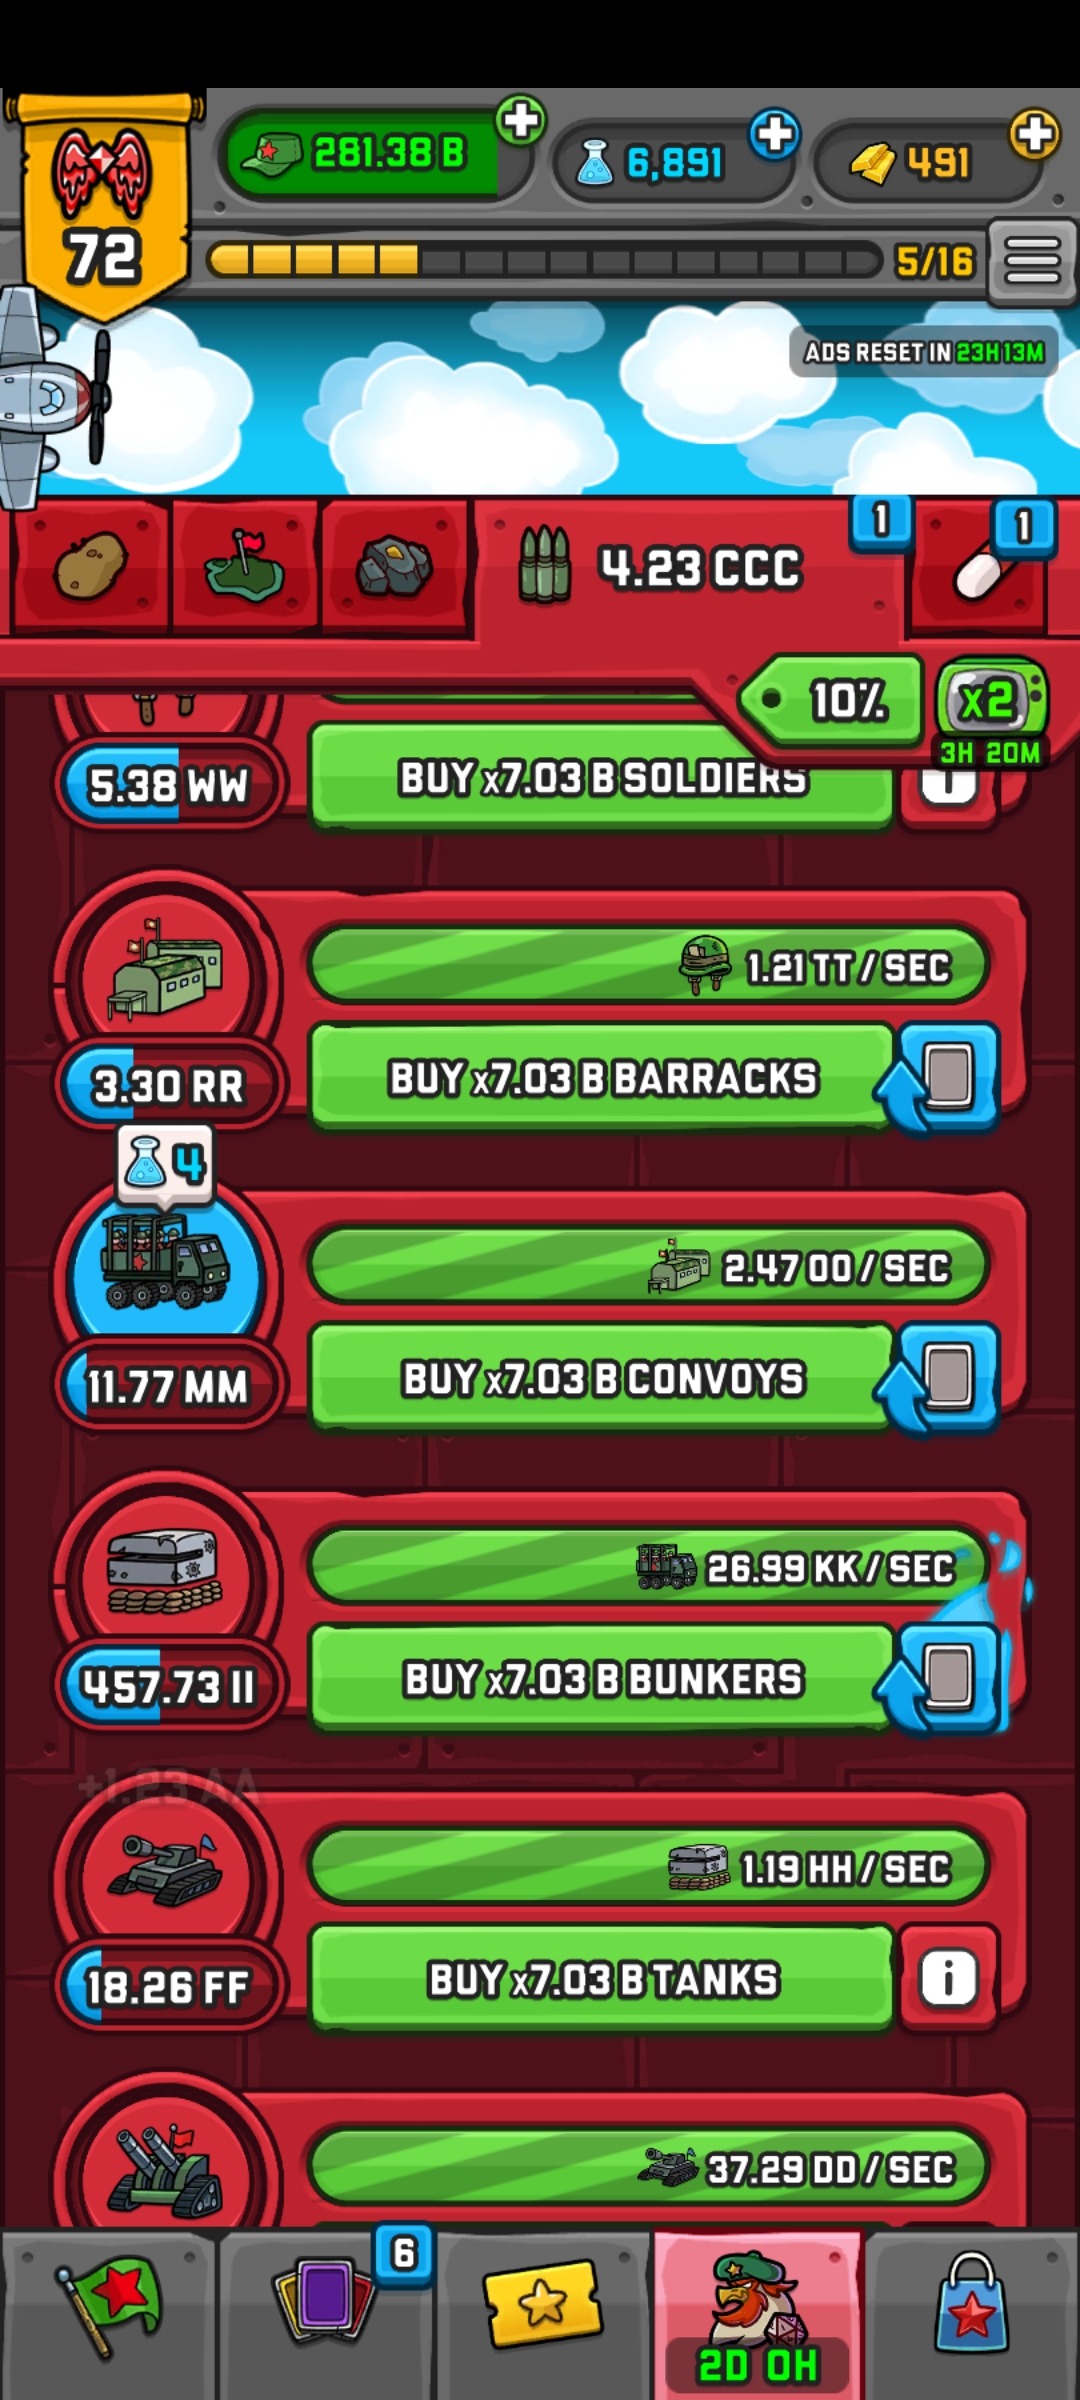 281.38 B
6,891
491
72
5/16
ADS RESET IN 23H 13M
4.23 CCC
1
1
10%
x2
3H 20M
5.38 WW
BUY x7.03 B SOLDIERS
i
1.21 TT / SEC
3.30 RR
BUY x7.03 B BARRACKS
4
2.47 OO / SEC
11.77 MM
BUY x7.03 B CONVOYS
26.99 KK / SEC
457.73 II
BUY x7.03 B BUNKERS
+1.23 AA
1.19 HH / SEC
18.26 FF
BUY x7.03 B TANKS
i
37.29 DD / SEC
6
2D 0H